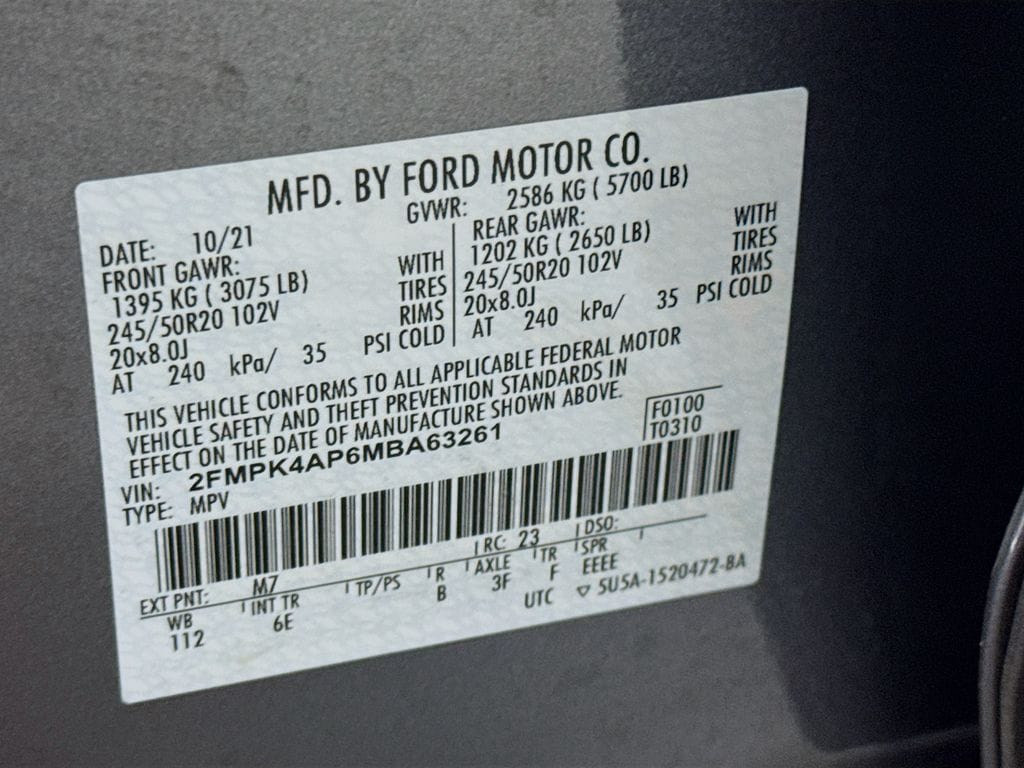 MFD. BY FORD MOTOR CO.
DATE: 10/21 GVWR: 2586 KG ( 5700 LB)
FRONT GAWR: REAR GAWR:
1395 KG ( 3075 LB) WITH 1202 KG ( 2650 LB) WITH
245/50R20 102V TIRES 245/50R20 102V TIRES
20x8.0J RIMS 20x8.0J RIMS
AT 240 kPa/ 35 PSI COLD AT 240 kPa/ 35 PSI COLD
THIS VEHICLE CONFORMS TO ALL APPLICABLE FEDERAL MOTOR
VEHICLE SAFETY AND THEFT PREVENTION STANDARDS IN
EFFECT ON THE DATE OF MANUFACTURE SHOWN ABOVE.
F0100
T0310
VIN: 2FMPK4AP6MBA63261
TYPE: MPV
EXT PNT: M7 RC: 23 DSO:
WB INT TR TP/PS R AXLE TR SPR
112 6E B 3F F EEEE
UTC ▽ 5U5A-1520472-BA